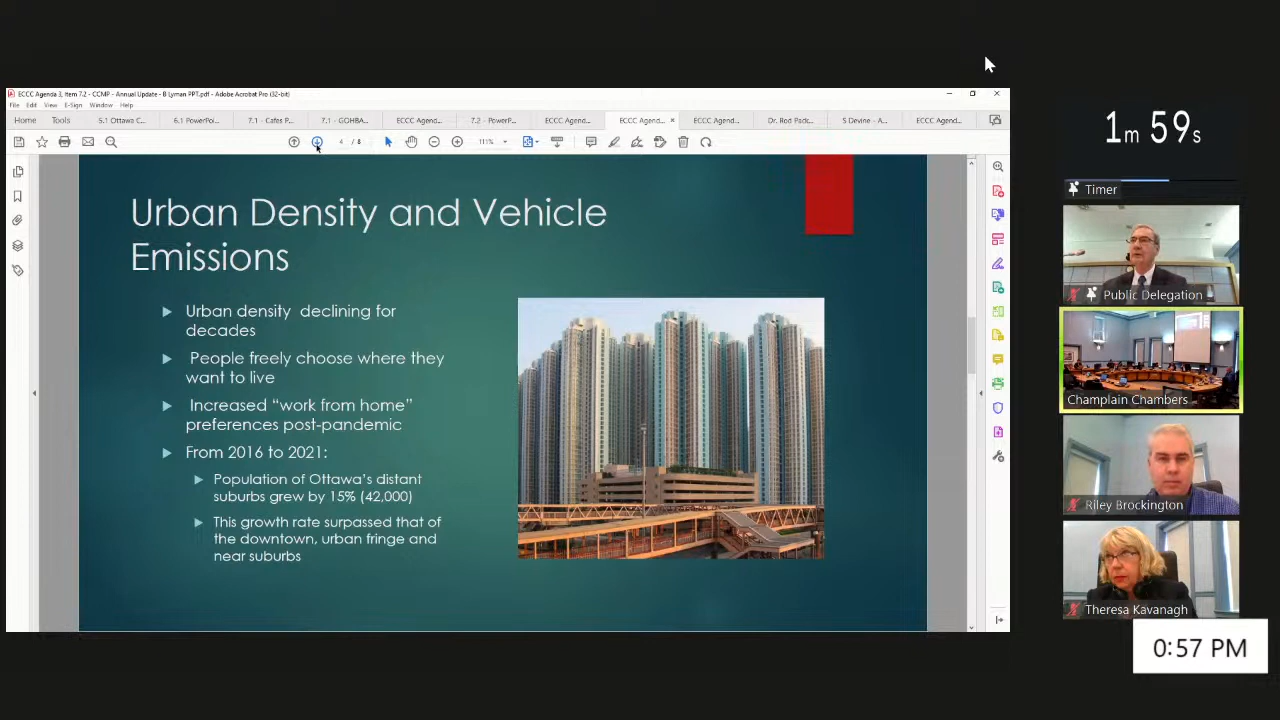 ECCC Agenda 3, Item 7.2 - CCMP - Annual Update - B Lyman PPT.pdf - Adobe Acrobat Pro (32-bit)
File Edit View E-Sign Window Help
Home Tools 5.1 Ottawa C... 6.1 PowerPoi... 7.1 - Cafes P... 7.1 - GOHBA... ECCC Agend... 7.2 - PowerP... ECCC Agend... ECCC Agend... × ECCC Agend... Dr. Rod Pack... S Devine - A... ECCC Agend...
4 / 8 111%
Urban Density and Vehicle
Emissions
Urban density declining for
decades
People freely choose where they
want to live
Increased “work from home”
preferences post-pandemic
From 2016 to 2021:
Population of Ottawa’s distant
suburbs grew by 15% (42,000)
This growth rate surpassed that of
the downtown, urban fringe and
near suburbs
1m 59s
Timer
Public Delegation
Champlain Chambers
Riley Brockington
Theresa Kavanagh
0:57 PM